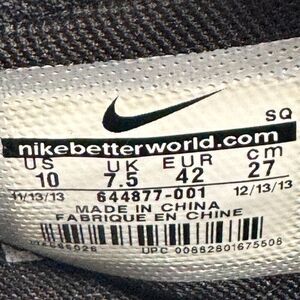 SQ
nikebetterworld.com
US UK EUR cm
10 7.5 42 27
11/13/13 644877-001 12/13/13
MADE IN CHINA
FABRIQUE EN CHINE
UPC 00882801675508